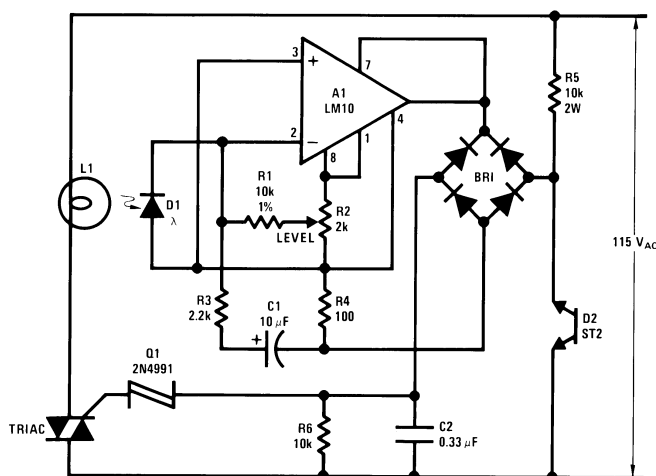 3
+
7
A1
LM10
2
−
8
1
4
R5
10k
2W
L1
R1
10k
1%
D1
λ
LEVEL
R2
2k
BRI
115 VAC
R3
2.2k
C1
+
10 μF
R4
100
D2
ST2
Q1
2N4991
TRIAC
R6
10k
C2
0.33 μF